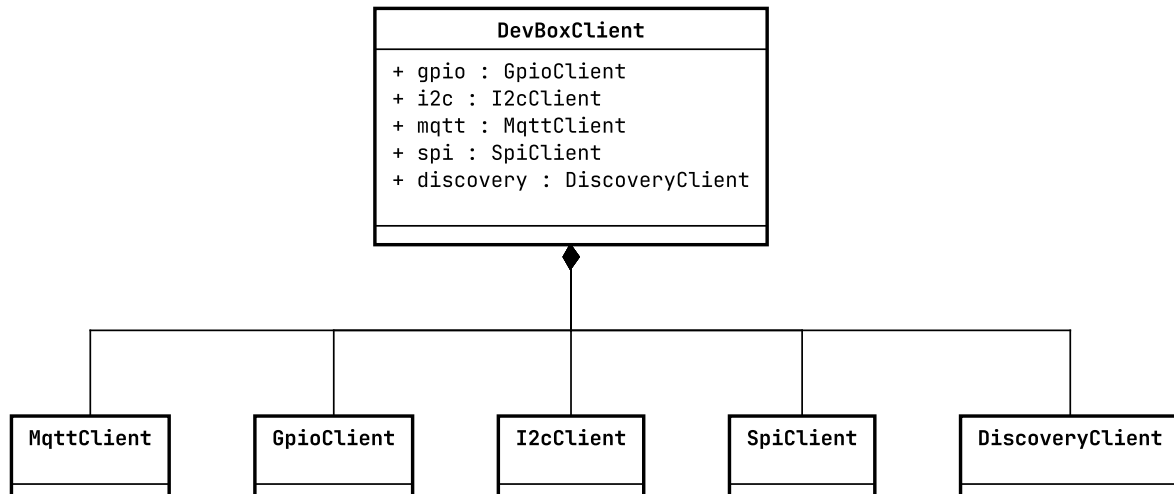 DevBoxClient
+ gpio : GpioClient
+ i2c : I2cClient
+ mqtt : MqttClient
+ spi : SpiClient
+ discovery : DiscoveryClient
MqttClient
GpioClient
I2cClient
SpiClient
DiscoveryClient